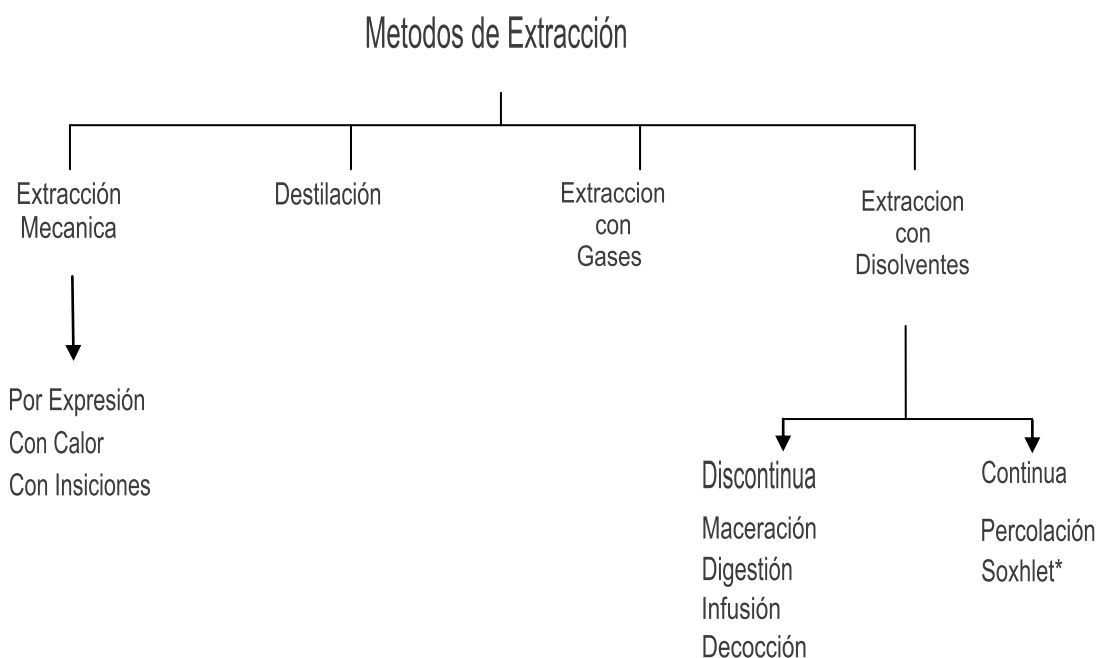 Metodos de Extracción
Extracción
Mecanica
Destilación
Extraccion
con
Gases
Extraccion
con
Disolventes
Por Expresión
Con Calor
Con Insiciones
Discontinua
Maceración
Digestión
Infusión
Decocción
Continua
Percolación
Soxhlet*